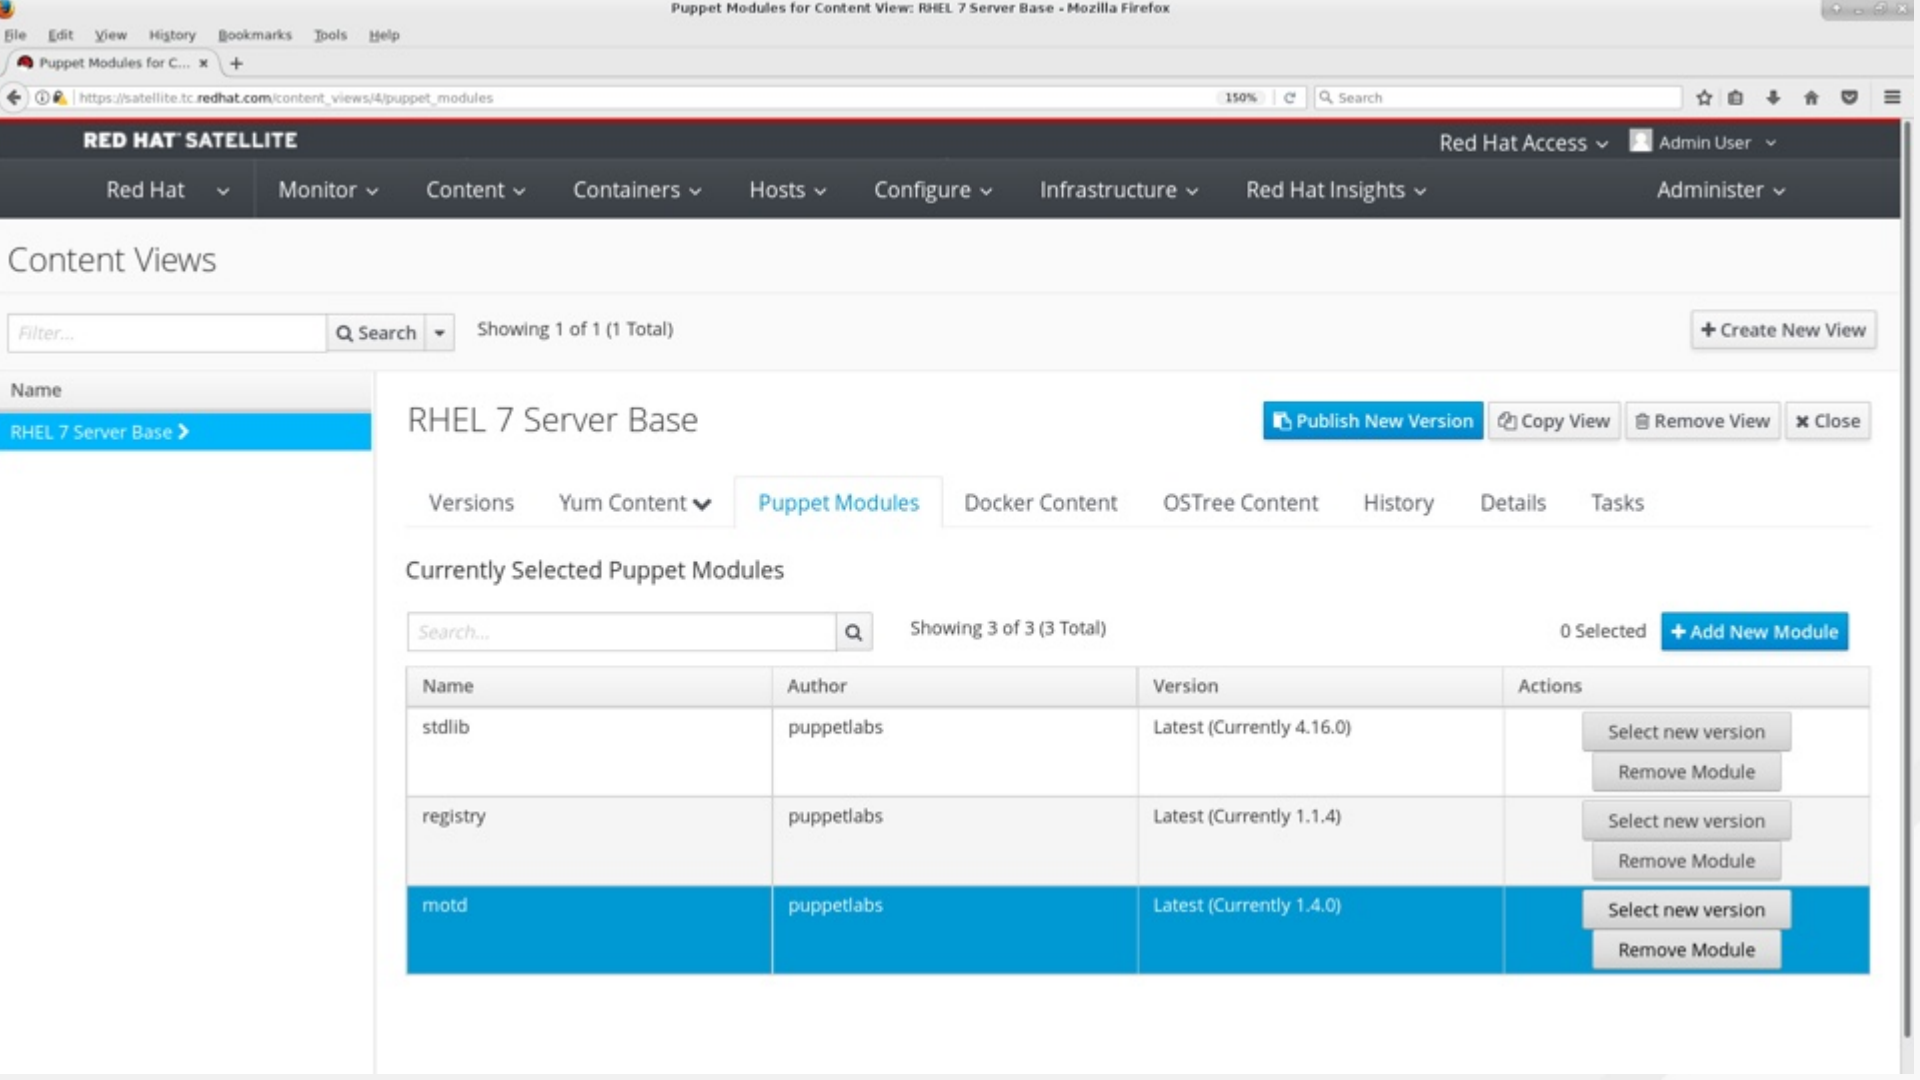 Puppet Modules for Content View: RHEL 7 Server Base - Mozilla Firefox
File Edit View History Bookmarks Tools Help
Puppet Modules for C... × +
https://satellite.tc.redhat.com/content_views/4/puppet_modules 150% Search
RED HAT SATELLITE Red Hat Access Admin User
Red Hat Monitor Content Containers Hosts Configure Infrastructure Red Hat Insights Administer
Content Views
Filter... Search Showing 1 of 1 (1 Total) + Create New View
Name
RHEL 7 Server Base
RHEL 7 Server Base Publish New Version Copy View Remove View × Close
Versions Yum Content Puppet Modules Docker Content OSTree Content History Details Tasks
Currently Selected Puppet Modules
Search... Showing 3 of 3 (3 Total) 0 Selected + Add New Module
Name Author Version Actions
stdlib puppetlabs Latest (Currently 4.16.0) Select new version
Remove Module
registry puppetlabs Latest (Currently 1.1.4) Select new version
Remove Module
motd puppetlabs Latest (Currently 1.4.0) Select new version
Remove Module